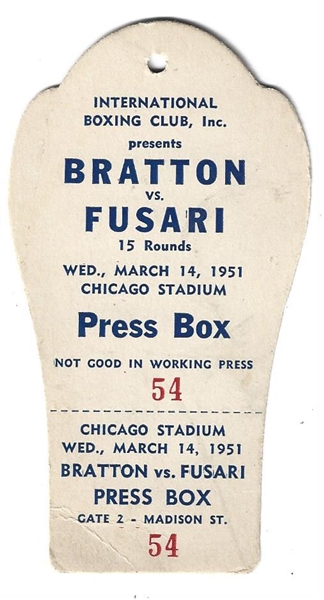 INTERNATIONAL
BOXING CLUB, Inc.
presents
BRATTON
VS.
FUSARI
15 Rounds
WED., MARCH 14, 1951
CHICAGO STADIUM
Press Box
NOT GOOD IN WORKING PRESS
54
CHICAGO STADIUM
WED., MARCH 14, 1951
BRATTON vs. FUSARI
PRESS BOX
GATE 2 - MADISON ST.
54